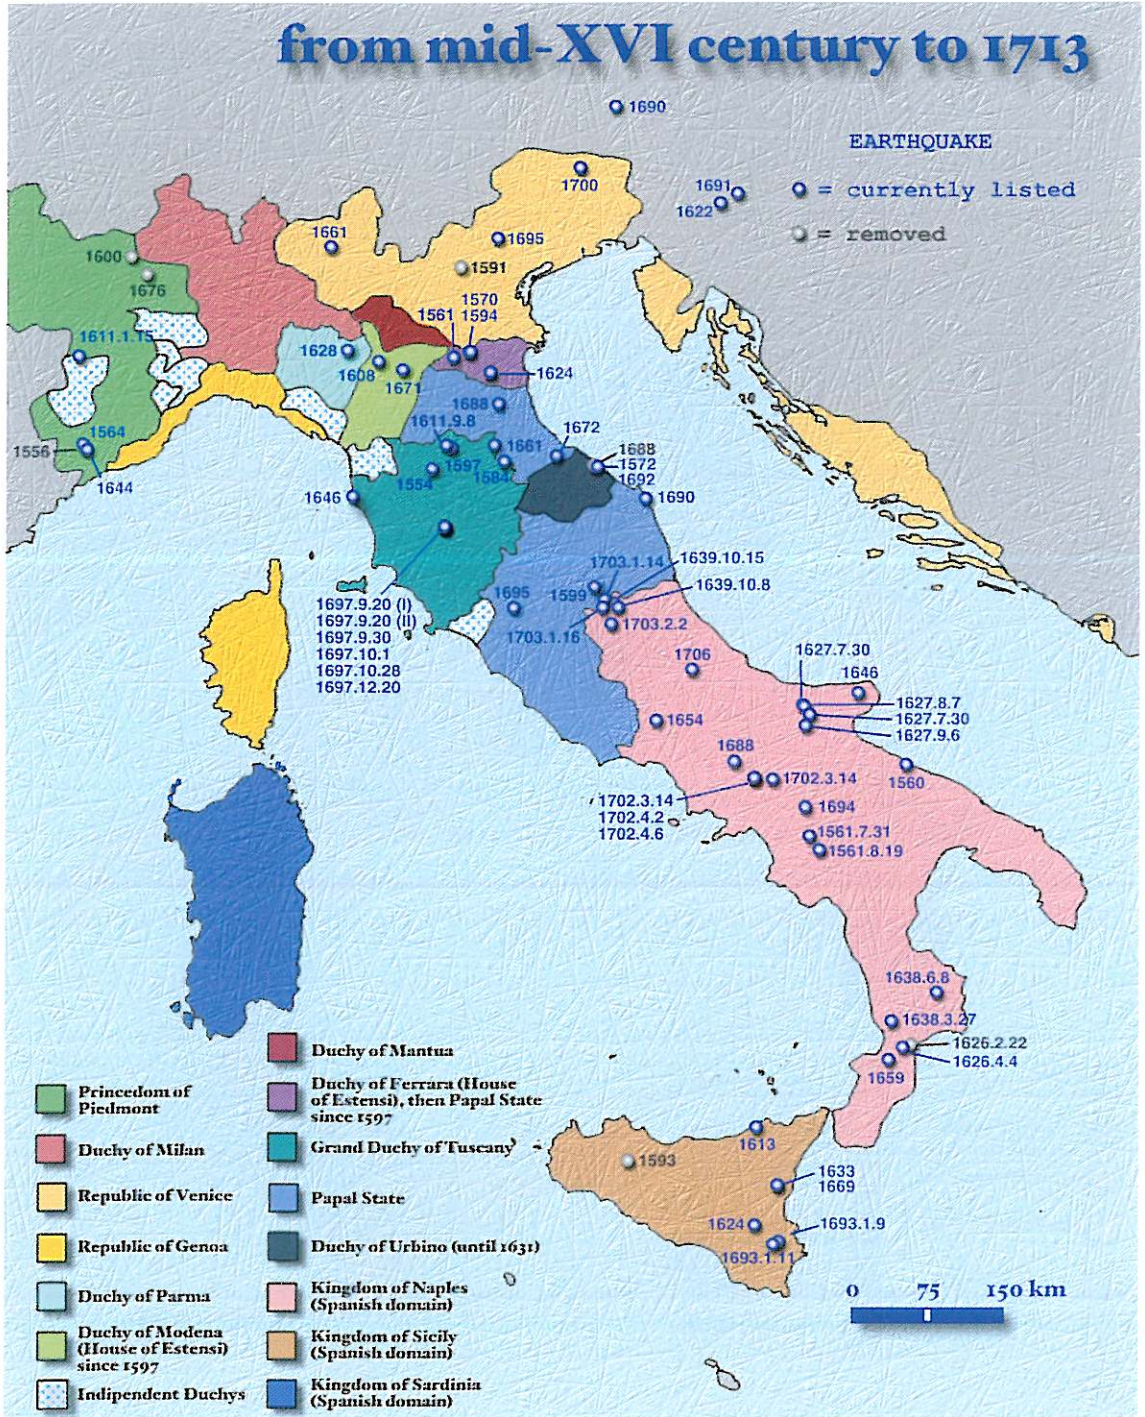 from mid-XVI century to 1713
1690
EARTHQUAKE
1700
1691
1622
= currently listed
= removed
1661
1695
1600
1676
1591
1570
1594
1561
1611.1.15
1628
1608
1671
1624
1688
1564
1556
1644
1611.9.8
1597
1554
1661
1584
1672
1688
1572
1692
1646
1690
1703.1.14
1639.10.15
1639.10.8
1599
1695
1703.1.16
1703.2.2
1697.9.20 (I)
1697.9.20 (II)
1697.9.30
1697.10.1
1697.10.28
1697.12.20
1706
1627.7.30
1646
1627.8.7
1627.7.30
1627.9.6
1654
1688
1560
1702.3.14
1702.3.14
1702.4.2
1702.4.6
1694
1561.7.31
1561.8.19
1638.6.8
1638.3.27
1626.2.22
1626.4.4
1659
1613
1593
1633
1669
1624
1693.1.9
1693.1.11
Princedom of
Piedmont
Duchy of Milan
Republic of Venice
Republic of Genoa
Duchy of Parma
Duchy of Modena
(House of Estensi)
since 1597
Indipendent Duchys
Duchy of Mantua
Duchy of Ferrara (House
of Estensi), then Papal State
since 1597
Grand Duchy of Tuscany
Papal State
Duchy of Urbino (until 1631)
Kingdom of Naples
(Spanish domain)
Kingdom of Sicily
(Spanish domain)
Kingdom of Sardinia
(Spanish domain)
0 75 150 km